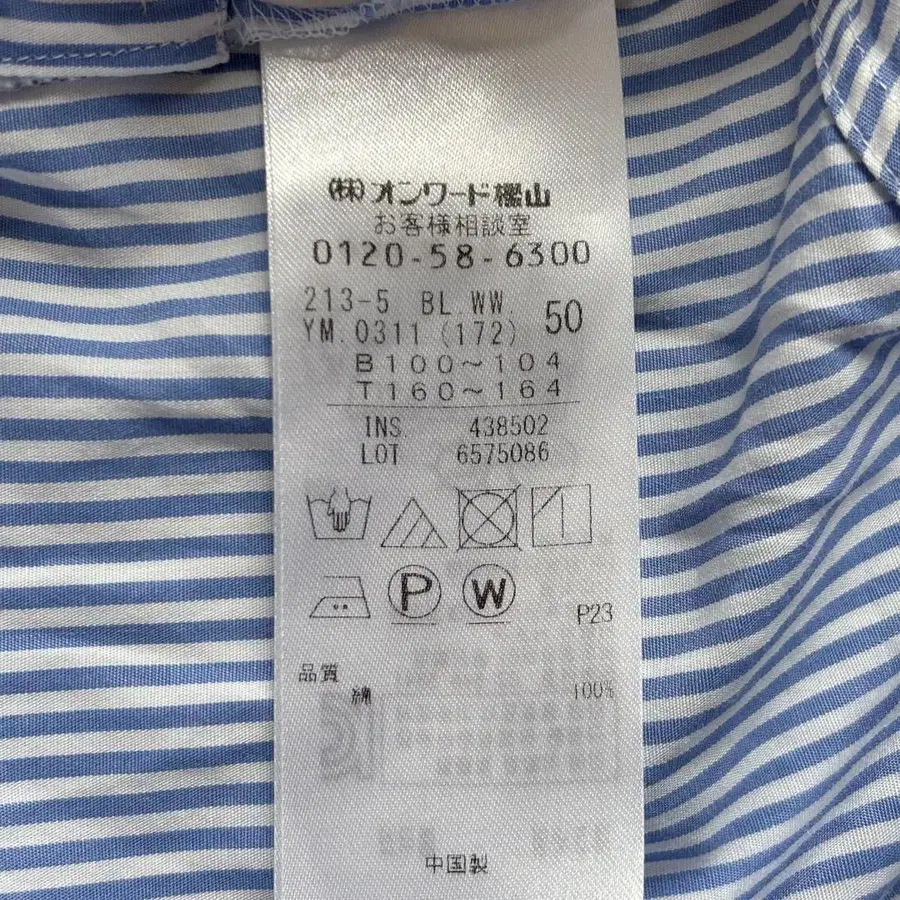 (株)オンワード樫山
お客様相談室
0120-58-6300
213-5 BL.WW. 50
YM.0311(172)
B100~104
T160~164
INS. 438502
LOT 6575086
P W
P23
品質
綿 100%
中国製